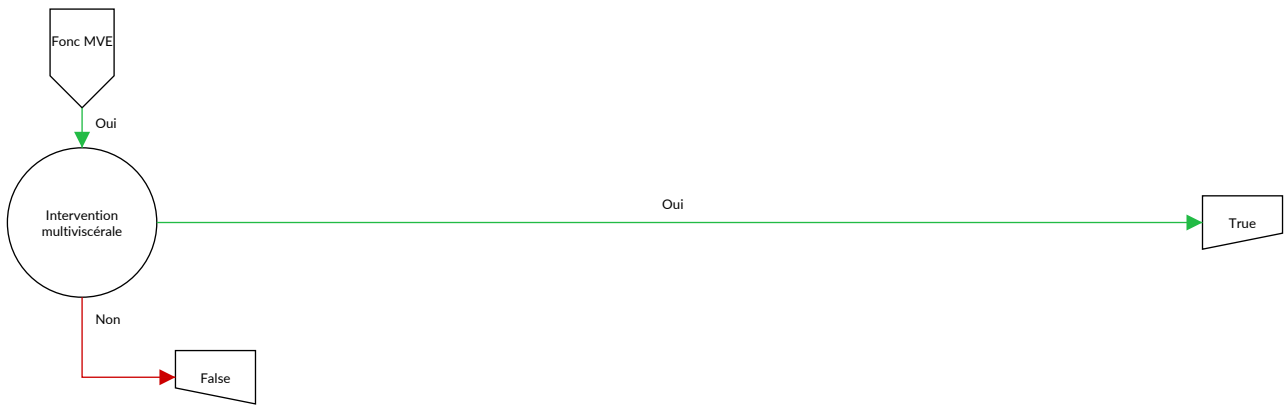 Fonc MVE
Oui
Intervention
multiviscérale
Oui
True
Non
False